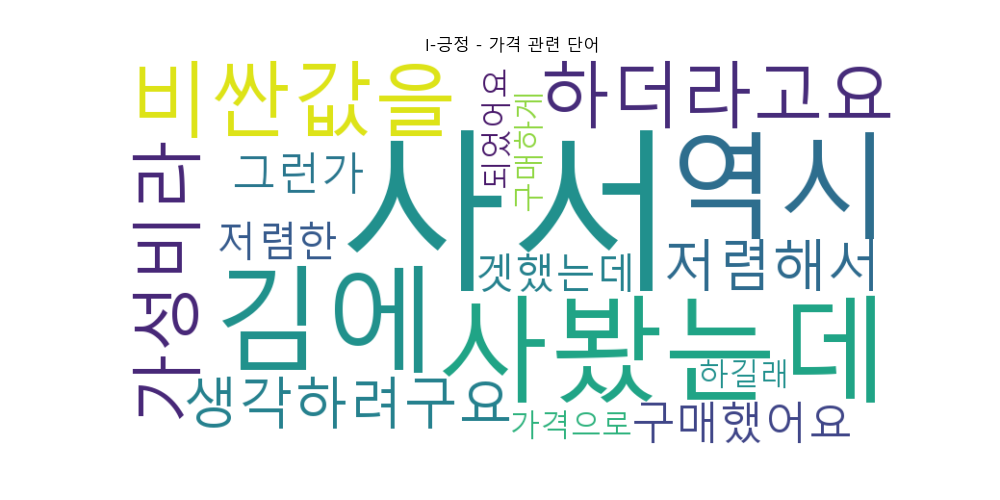 I-긍정 - 가격 관련 단어
비싼값을
되었어요
구매하게
하더라고요
가성비라
그런가
사서
역시
저렴한
겟했는데
저렴해서
김에
사봤는데
하길래
생각하려구요
가격으로
구매했어요